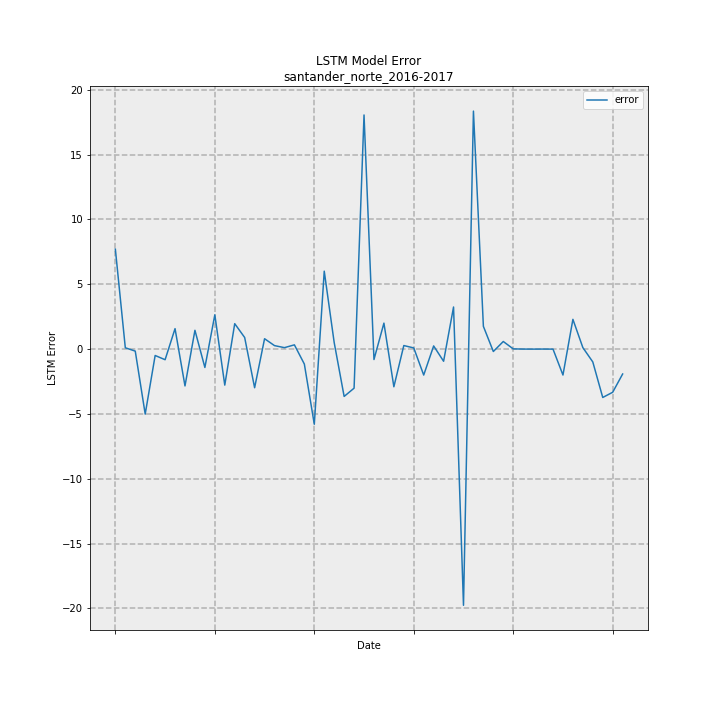 LSTM Model Error
santander_norte_2016-2017
error
20
15
10
5
0
−5
−10
−15
−20
LSTM Error
Date